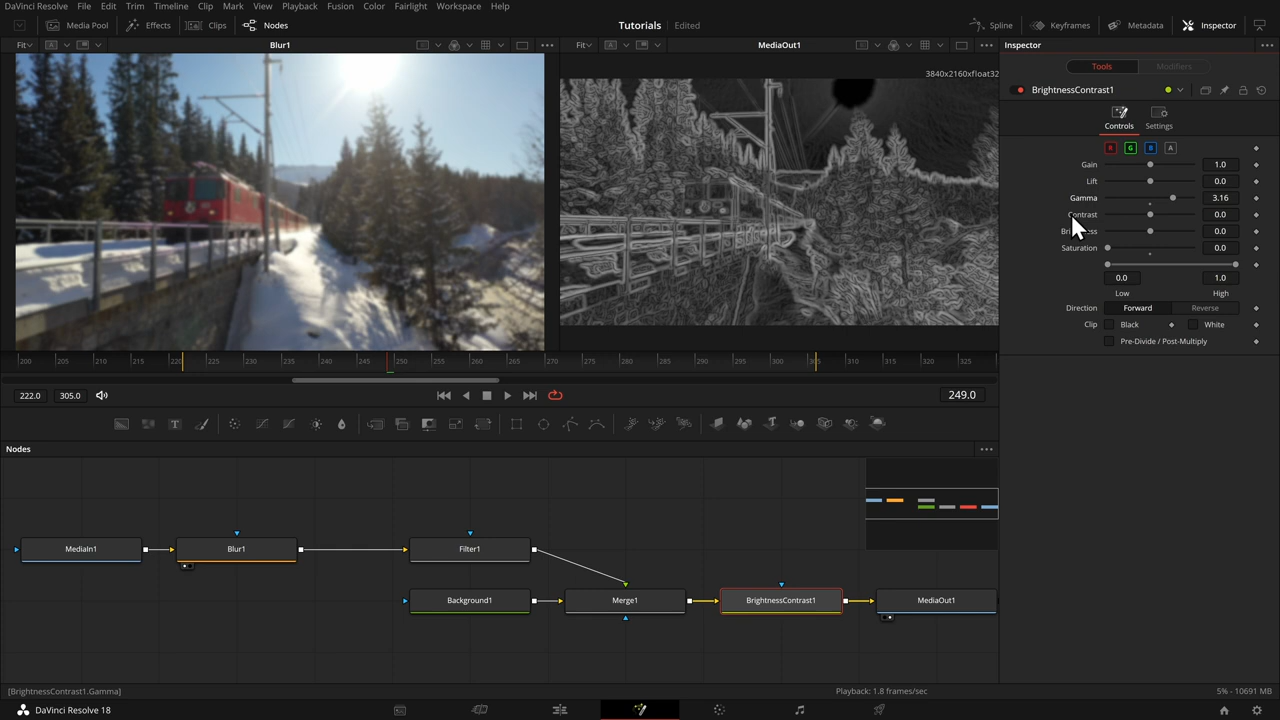 DaVinci Resolve File Edit Trim Timeline Clip Mark View Playback Fusion Color Fairlight Workspace Help
Media Pool Effects Clips Nodes Tutorials Edited Spline Keyframes Metadata Inspector
Fit Blur1 Fit MediaOut1 Inspector
Tools Modifiers
3840x2160xfloat32
BrightnessContrast1
Controls Settings
R G B A
Gain 1.0
Lift 0.0
Gamma 3.16
Contrast 0.0
0.0
Saturation 0.0
0.0 1.0
Low High
Direction Forward Reverse
Clip Black White
Pre-Divide / Post-Multiply
200 205 210 215 220 225 230 235 240 245 250 255 260 265 270 275 280 285 290 295 300 310 315 320 325
222.0 305.0 249.0
Nodes
MediaIn1 Blur1 Filter1
Background1 Merge1 BrightnessContrast1 MediaOut1
[BrightnessContrast1.Gamma] Playback: 1.8 frames/sec 5% - 10691 MB
DaVinci Resolve 18